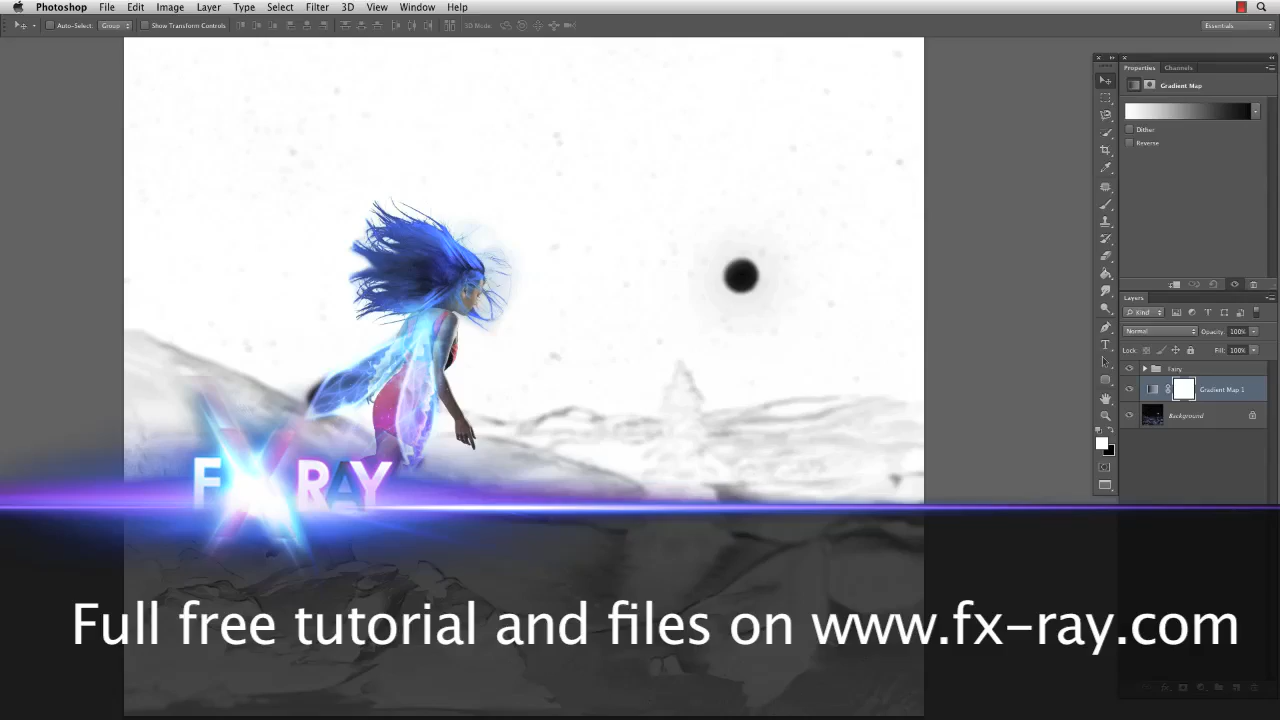 Photoshop File Edit Image Layer Type Select Filter 3D View Window Help
Auto-Select: Group Show Transform Controls 3D Mode: Essentials
Properties Channels
Gradient Map
Dither
Reverse
Layers
Kind
Normal Opacity: 100%
Lock: Fill: 100%
Fairy
Gradient Map 1
Background
FX RAY
Full free tutorial and files on www.fx-ray.com